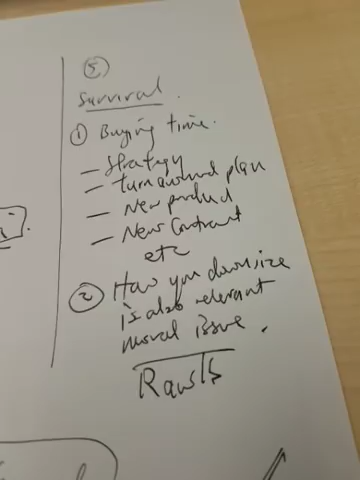 ⑤
Survival.
① Buying time.
– Strategy
– turnaround plan
– New product
– New Contract
etc
② How you downsize
is also relevant
moral issue.
Rawls